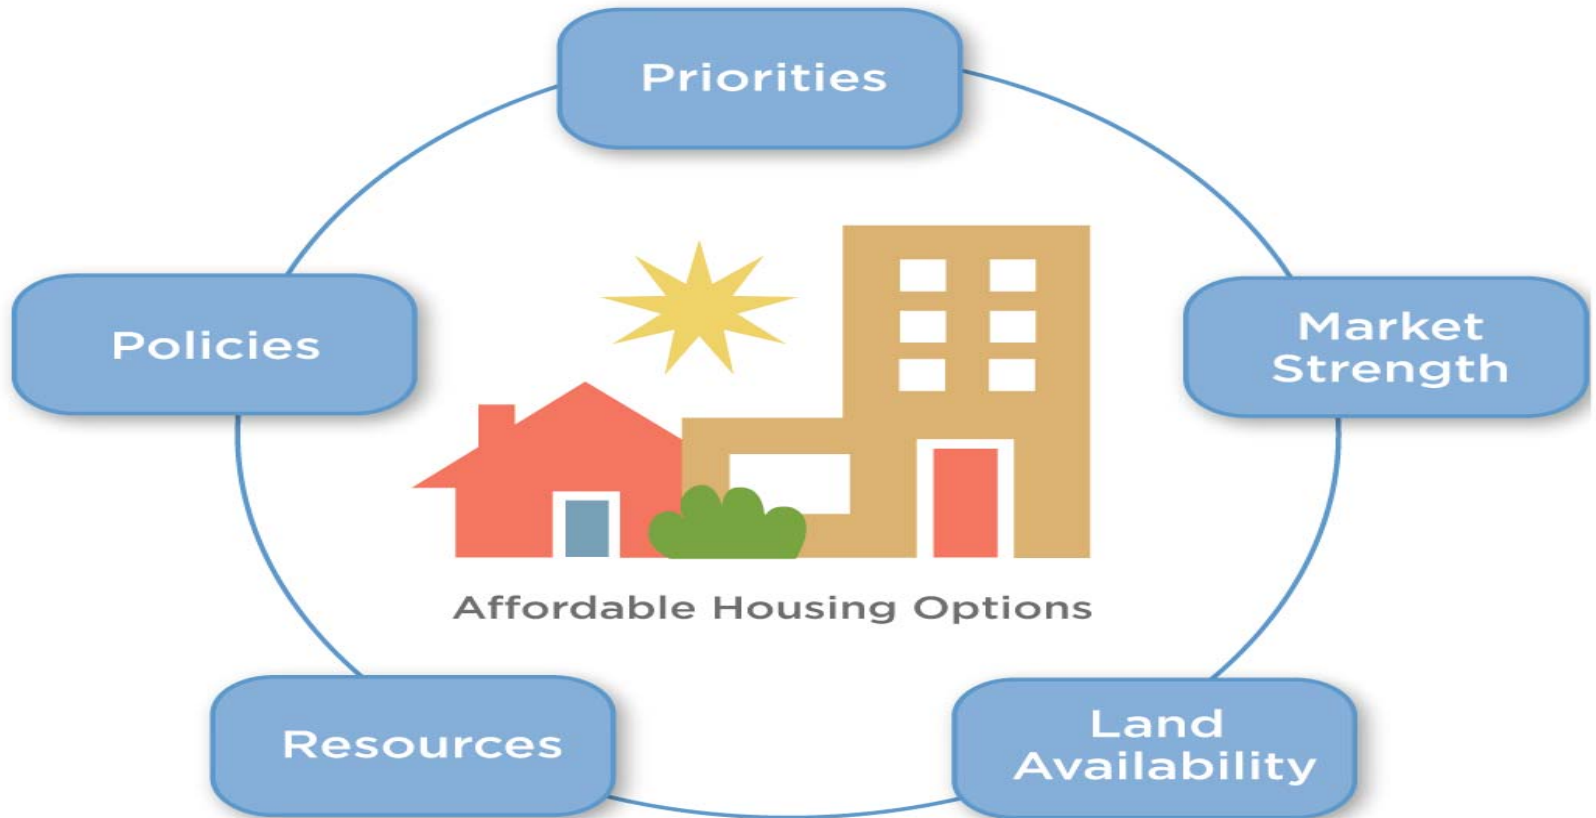 Priorities
Policies
Market
Strength
Affordable Housing Options
Resources
Land
Availability